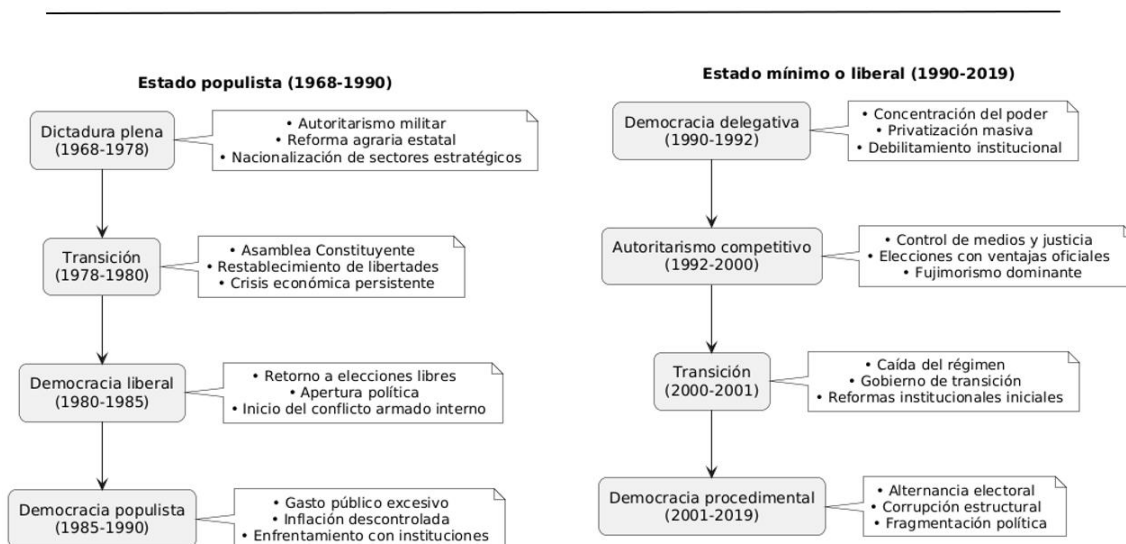 Estado populista (1968-1990)
Dictadura plena
(1968-1978)
• Autoritarismo militar
• Reforma agraria estatal
• Nacionalización de sectores estratégicos
Transición
(1978-1980)
• Asamblea Constituyente
• Restablecimiento de libertades
• Crisis económica persistente
Democracia liberal
(1980-1985)
• Retorno a elecciones libres
• Apertura política
• Inicio del conflicto armado interno
Democracia populista
(1985-1990)
• Gasto público excesivo
• Inflación descontrolada
• Enfrentamiento con instituciones
Estado mínimo o liberal (1990-2019)
Democracia delegativa
(1990-1992)
• Concentración del poder
• Privatización masiva
• Debilitamiento institucional
Autoritarismo competitivo
(1992-2000)
• Control de medios y justicia
• Elecciones con ventajas oficiales
• Fujimorismo dominante
Transición
(2000-2001)
• Caída del régimen
• Gobierno de transición
• Reformas institucionales iniciales
Democracia procedimental
(2001-2019)
• Alternancia electoral
• Corrupción estructural
• Fragmentación política